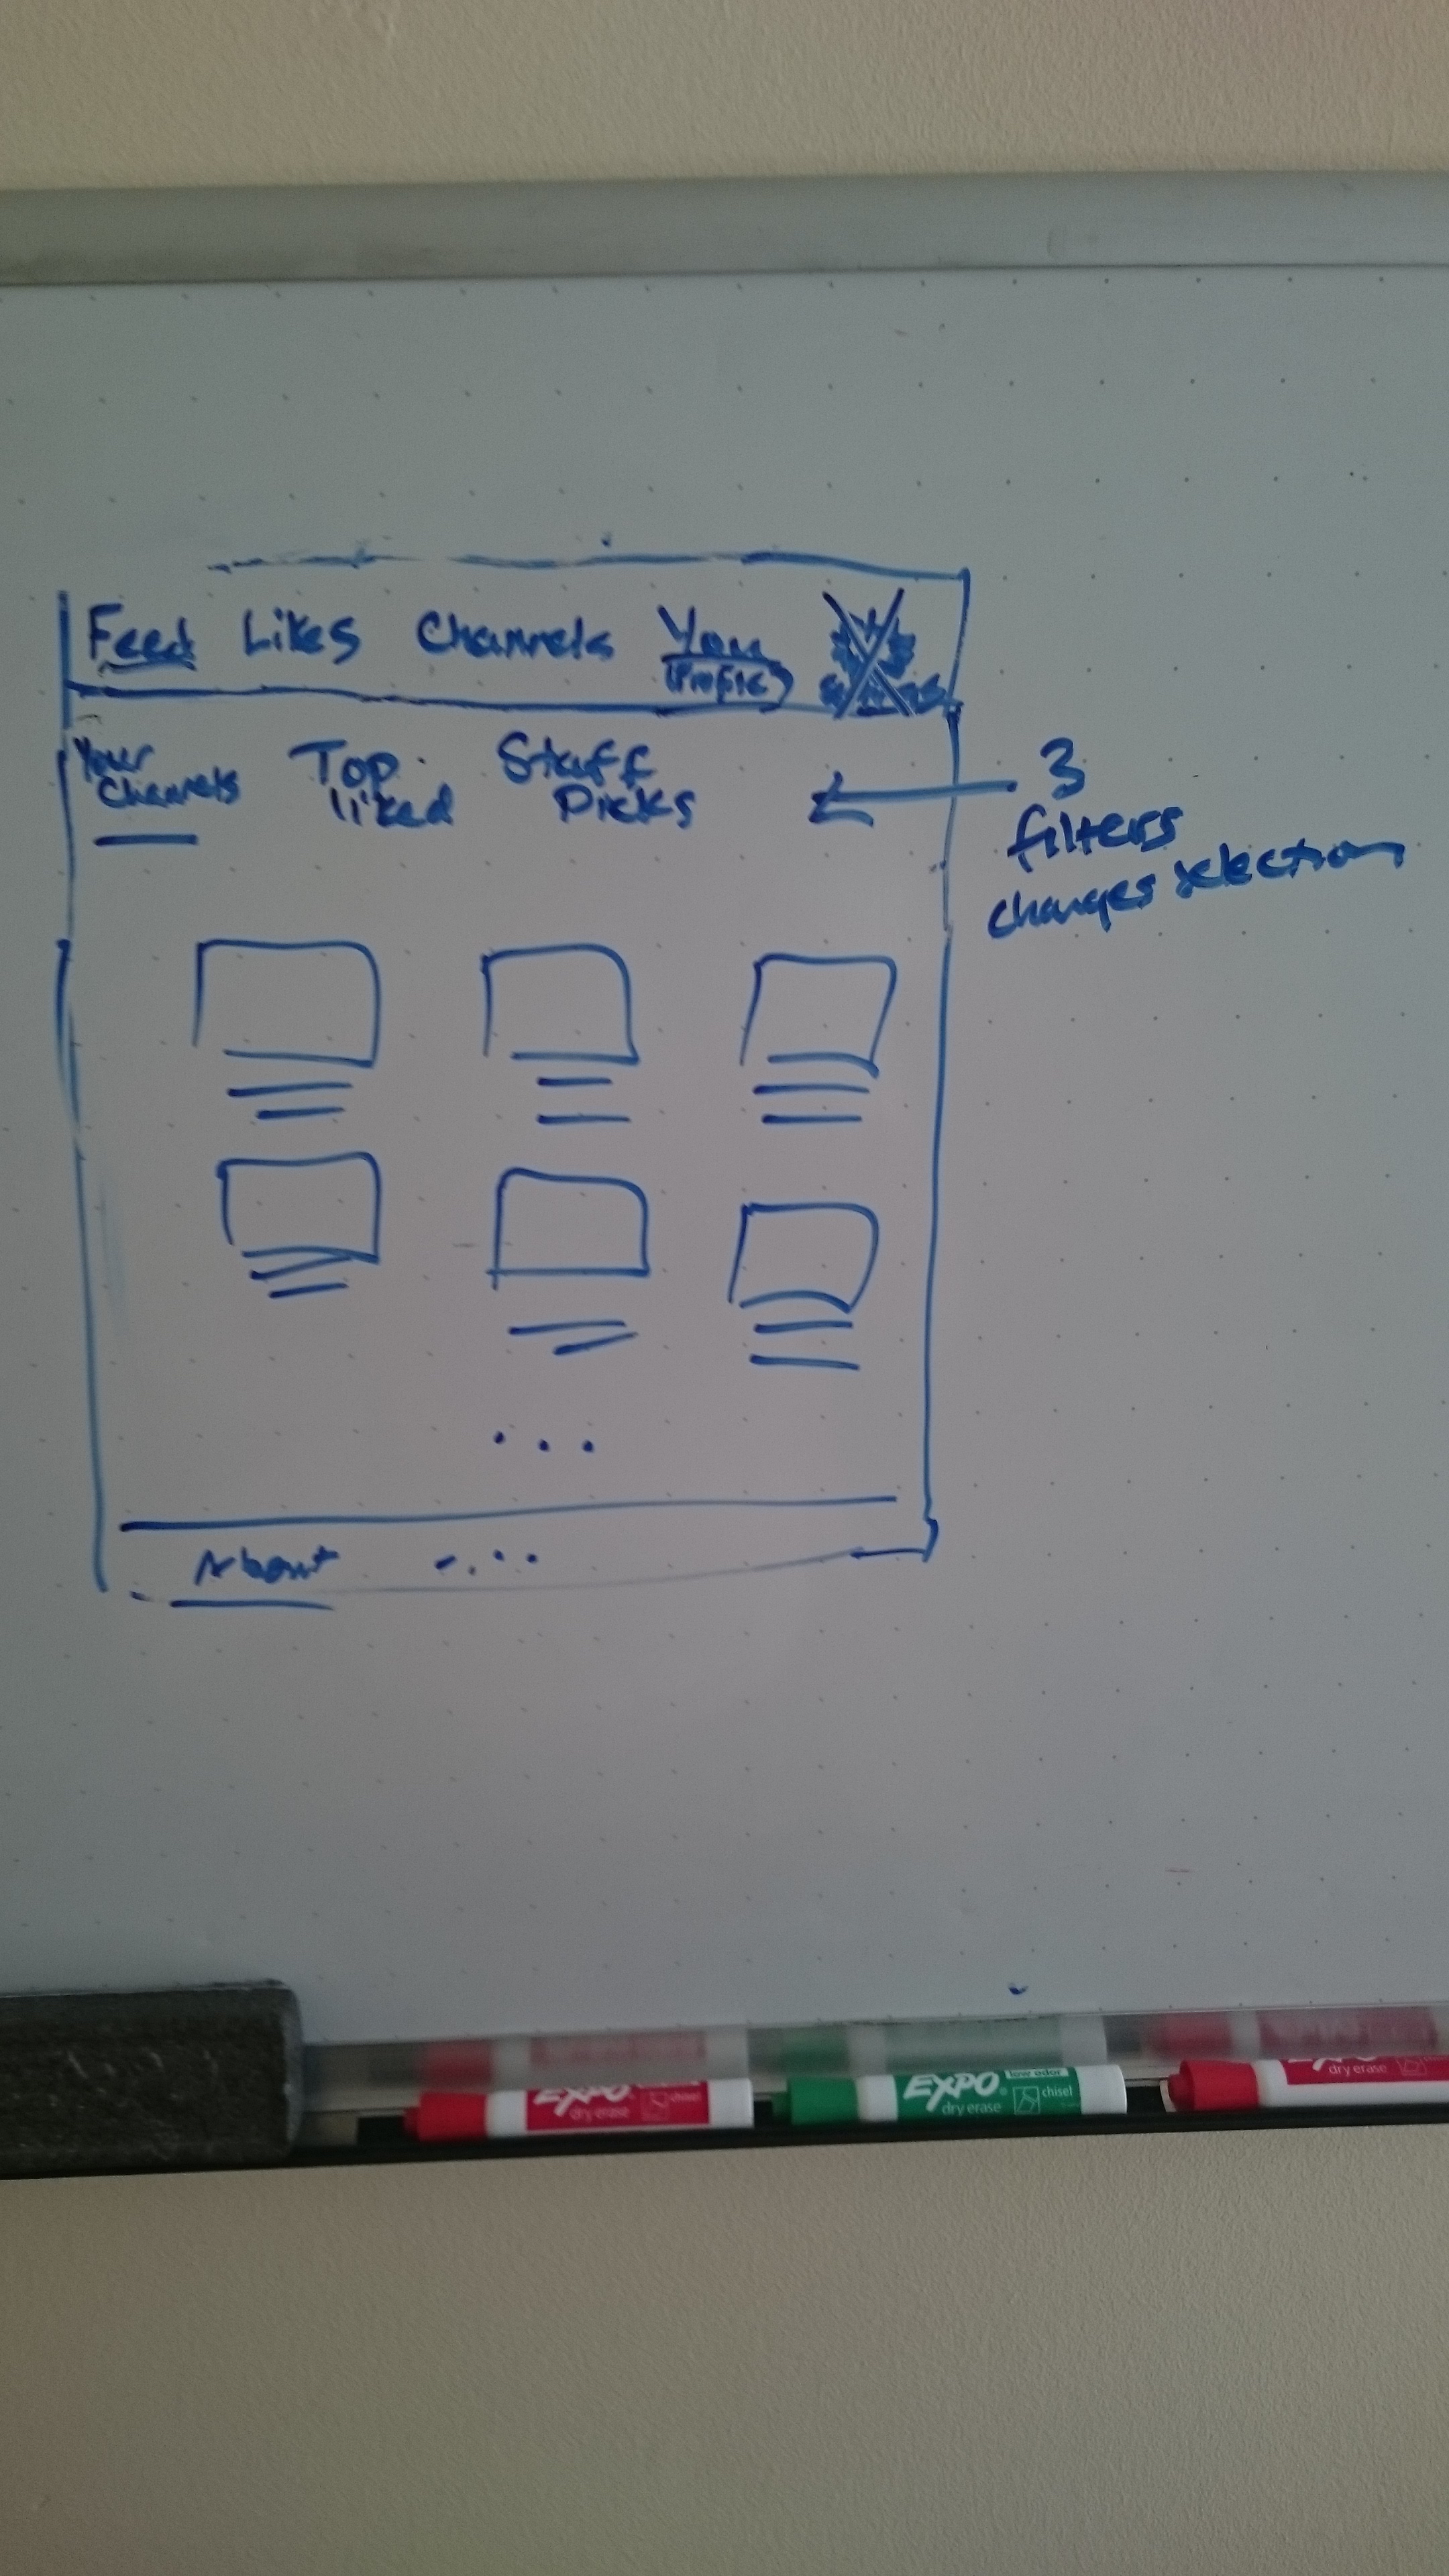 Feed Likes Channels You
(Profile)
Your Top Staff
Channels liked Picks
3
filters
changes selection
...
About ...
EXPO EXPO low odor
dry erase chisel dry erase chisel dry erase